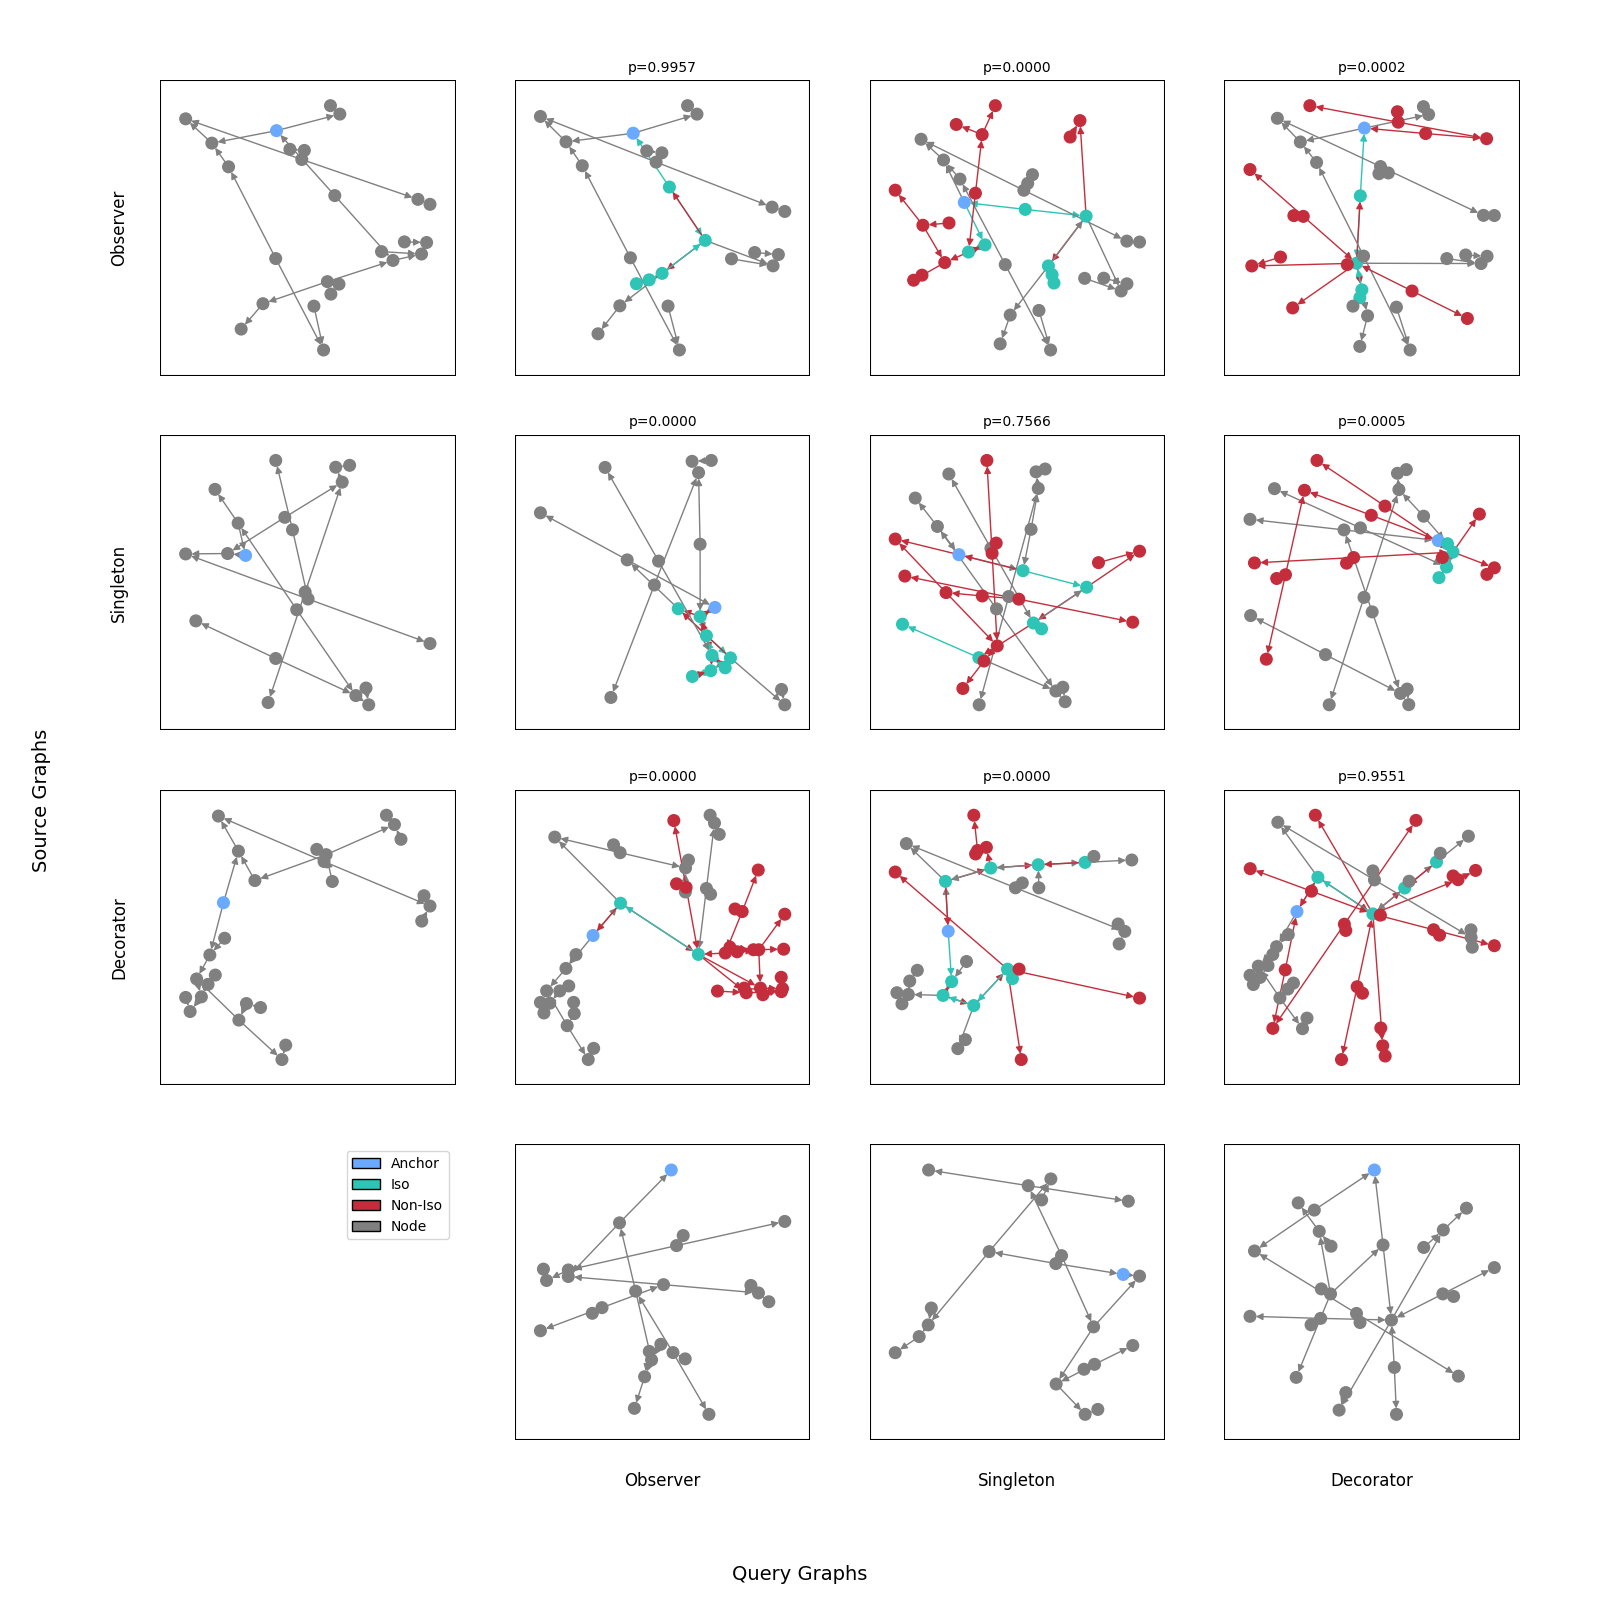 p=0.9957
p=0.0000
p=0.0002
Observer
p=0.0000
p=0.7566
p=0.0005
Singleton
p=0.0000
p=0.0000
p=0.9551
Decorator
Source Graphs
Anchor
Iso
Non-Iso
Node
Observer
Singleton
Decorator
Query Graphs